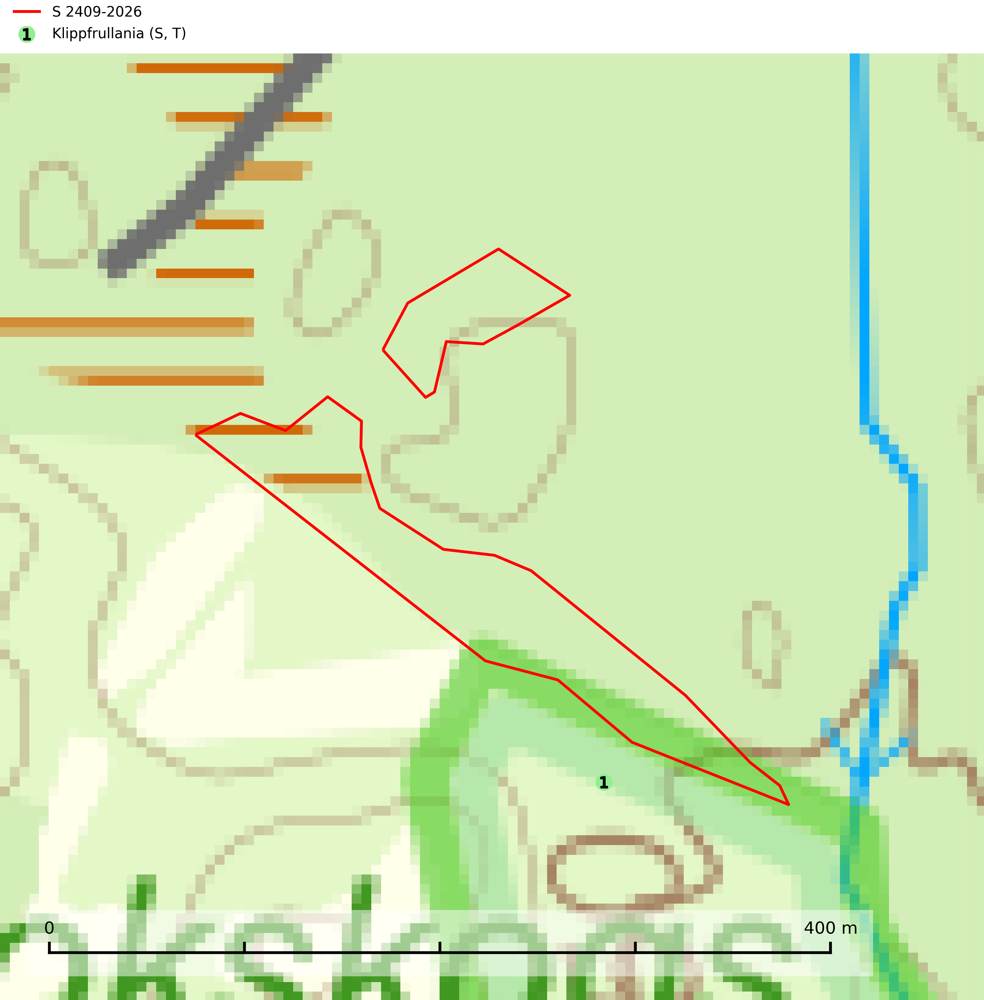 S 2409-2026
1 Klippfrullania (S, T)
1
0 400 m